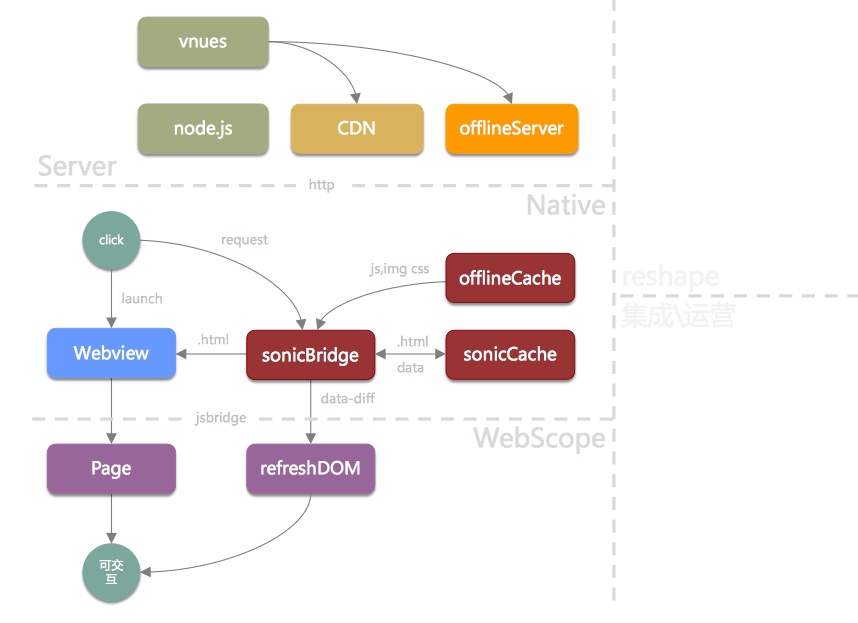 vnues
node.js
CDN
offlineServer
Server
http
Native
click
request
js,img css
offlineCache
launch
reshape
集成\运营
Webview
.html
sonicBridge
.html
data
sonicCache
data-diff
jsbridge
WebScope
Page
refreshDOM
可交
互